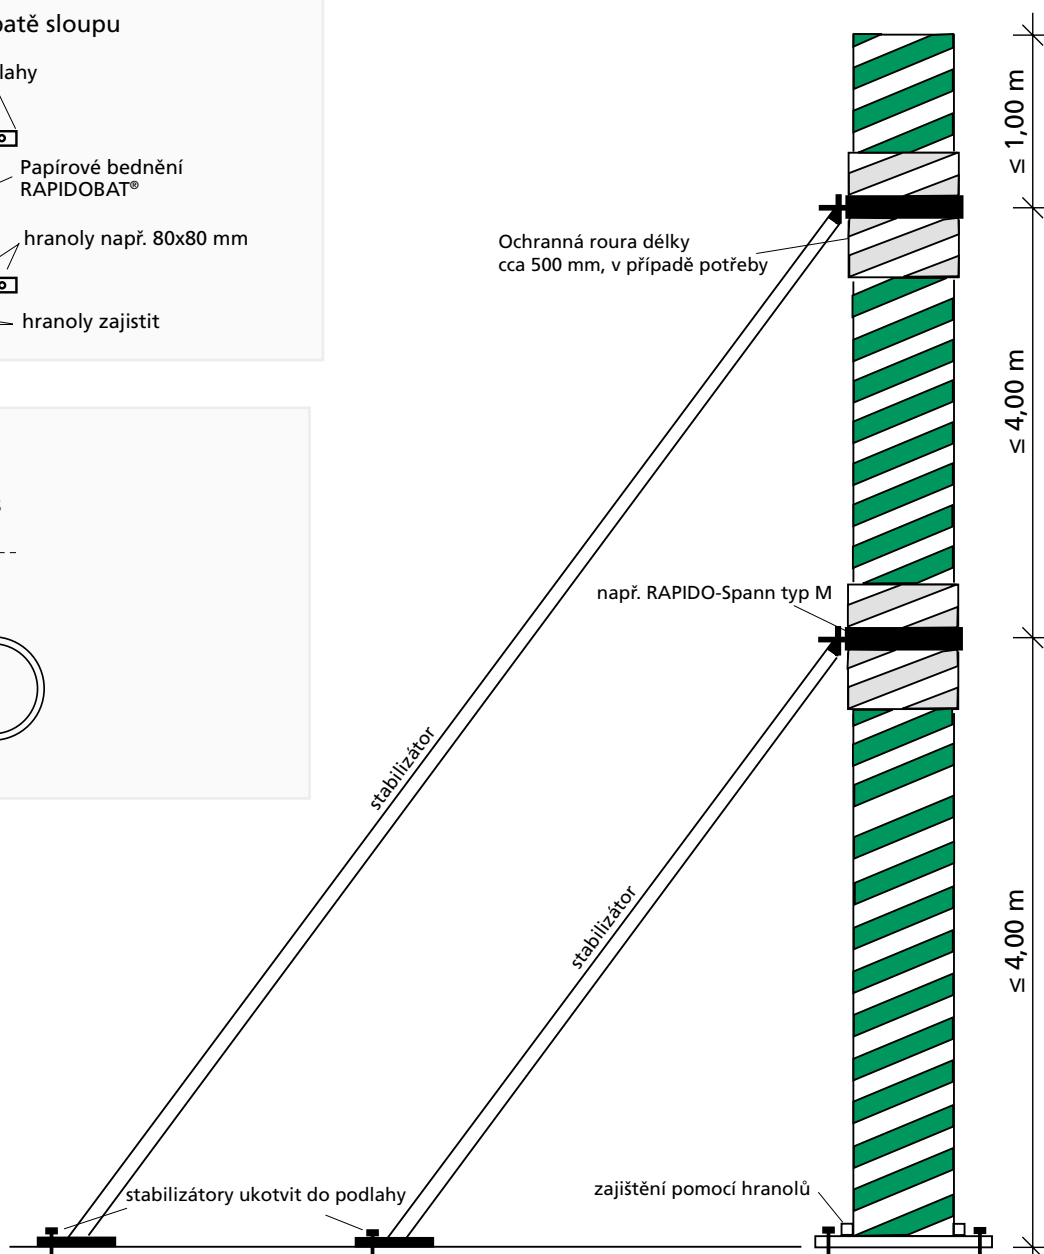 patě sloupu
Papírové bednění
RAPIDOBAT®
hranoly např. 80x80 mm
hranoly zajistit
Ochranná roura délky
cca 500 mm, v případě potřeby
např. RAPIDO-Spann typ M
stabilizátor
stabilizátor
stabilizátory ukotvit do podlahy
zajištění pomocí hranolů
≤ 1,00 m
≤ 4,00 m
≤ 4,00 m